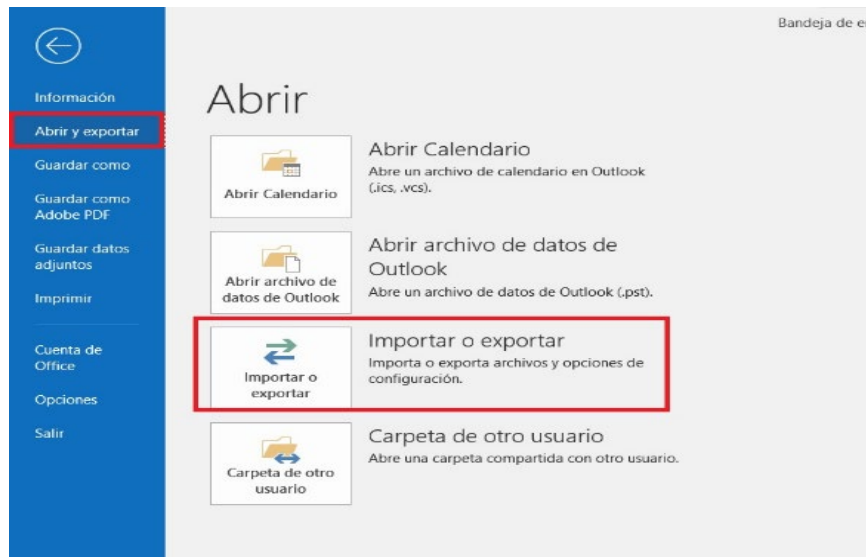 Bandeja de e
Información
Abrir y exportar
Guardar como
Guardar como
Adobe PDF
Guardar datos
adjuntos
Imprimir
Cuenta de
Office
Opciones
Salir
Abrir
Abrir Calendario
Abrir Calendario
Abre un archivo de calendario en Outlook
(.ics, .vcs).
Abrir archivo de
datos de Outlook
Abrir archivo de datos de
Outlook
Abre un archivo de datos de Outlook (.pst).
Importar o
exportar
Importar o exportar
Importa o exporta archivos y opciones de
configuración.
Carpeta de otro
usuario
Carpeta de otro usuario
Abre una carpeta compartida con otro usuario.